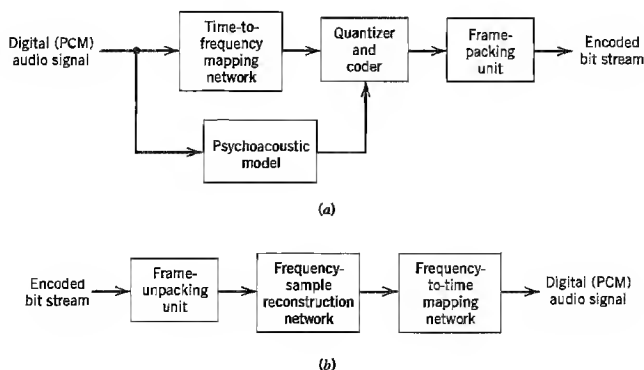 Digital (PCM)
audio signal
Time-to-
frequency
mapping
network
Quantizer
and
coder
Frame-
packing
unit
Encoded
bit stream
Psychoacoustic
model
(a)
Encoded
bit stream
Frame-
unpacking
unit
Frequency-
sample
reconstruction
network
Frequency-
to-time
mapping
network
Digital (PCM)
audio signal
(b)